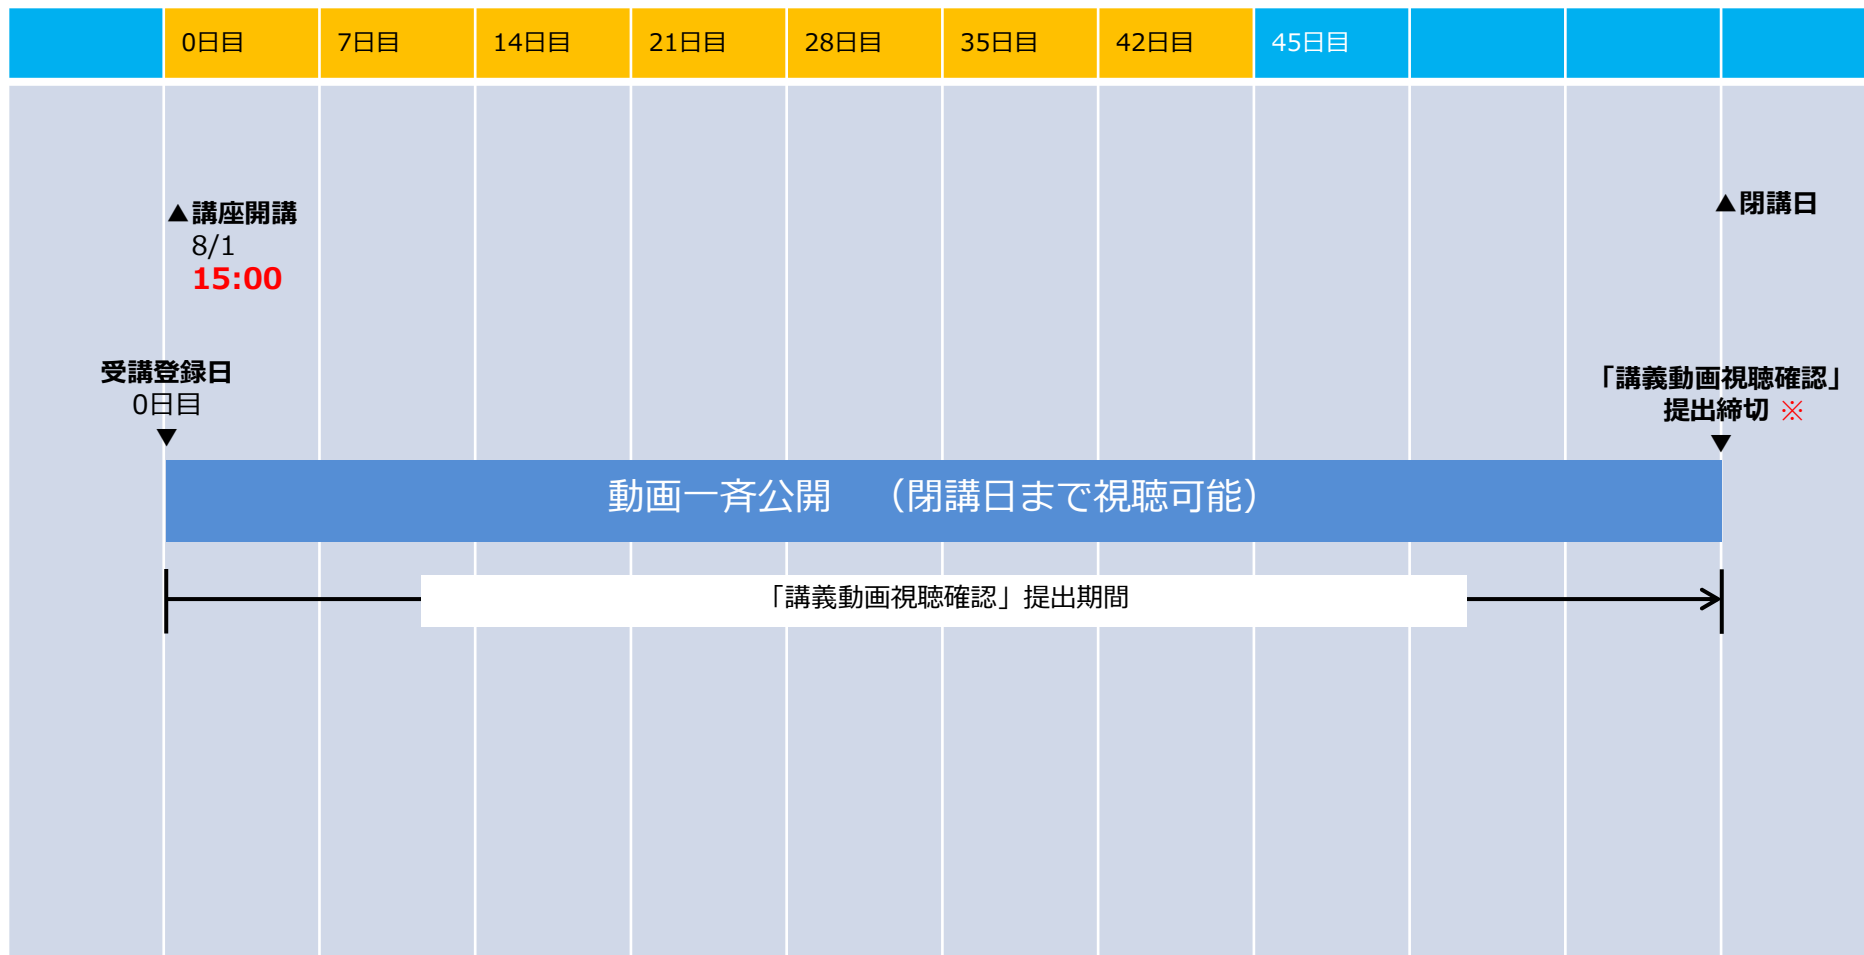 0日目 7日目 14日目 21日目 28日目 35日目 42日目 45日目
▲講座開講
8/1
15:00
▲閉講日
受講登録日
0日目
▼
「講義動画視聴確認」
提出締切 ※
▼
動画一斉公開 (閉講日まで視聴可能)
「講義動画視聴確認」提出期間